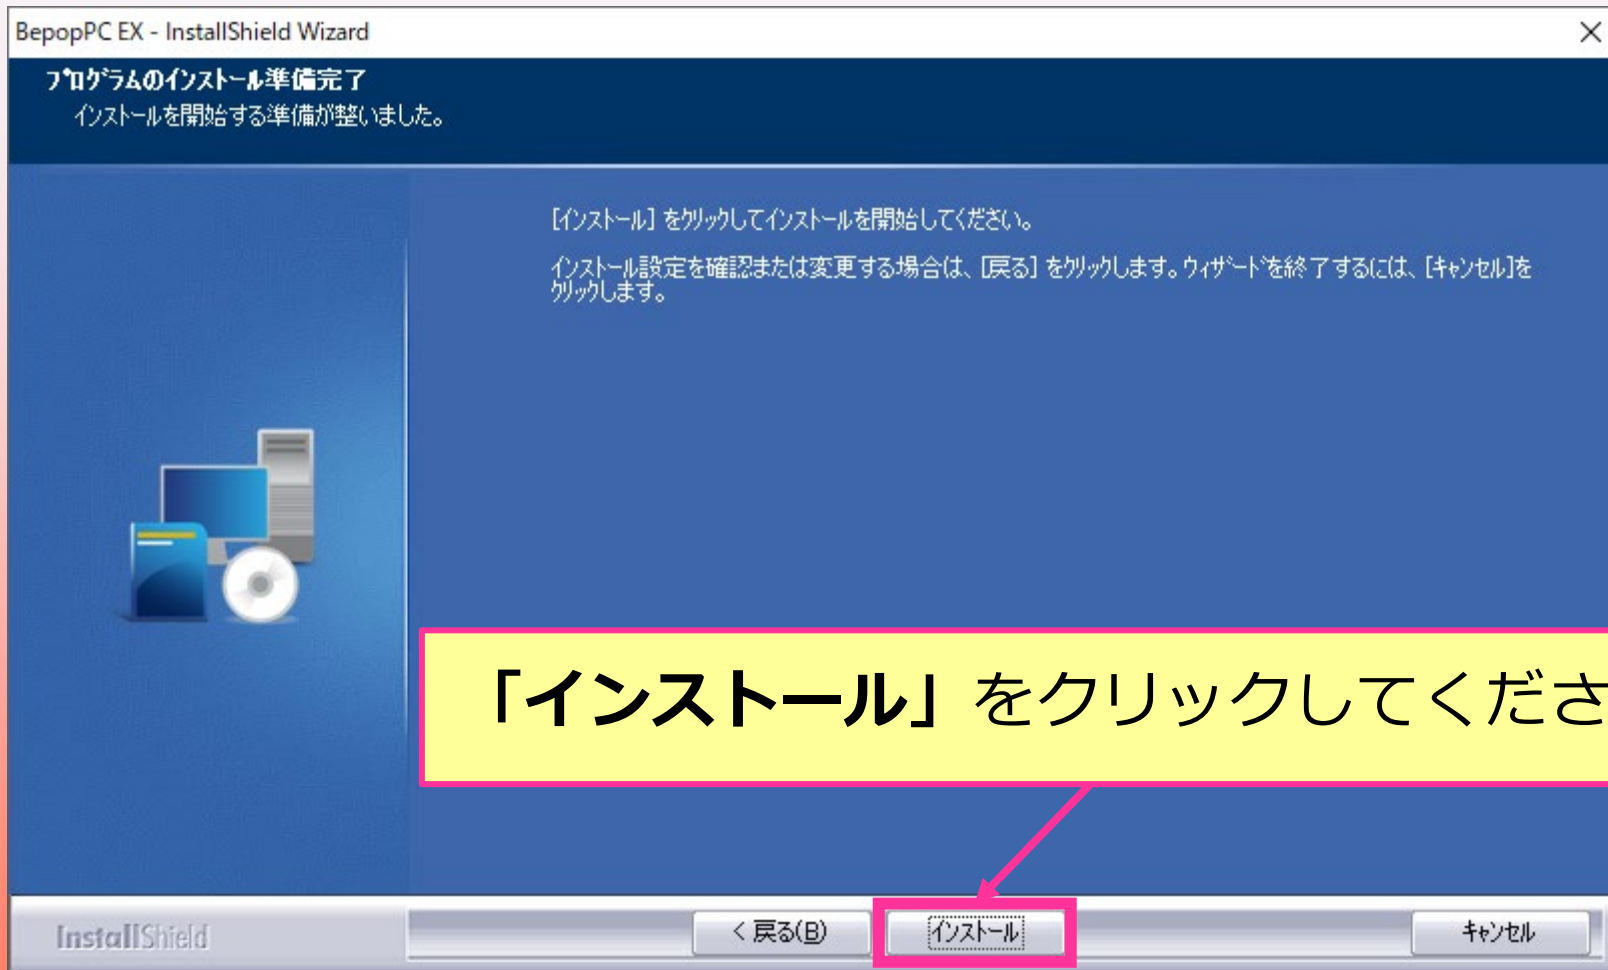 BepopPC EX - InstallShield Wizard
プログラムのインストール準備完了
インストールを開始する準備が整いました。
[インストール] をクリックしてインストールを開始してください。
インストール設定を確認または変更する場合は、[戻る] をクリックします。ウィザードを終了するには、[キャンセル]を
クリックします。
「インストール」をクリックしてくださ
InstallShield
< 戻る(B)
インストール
キャンセル